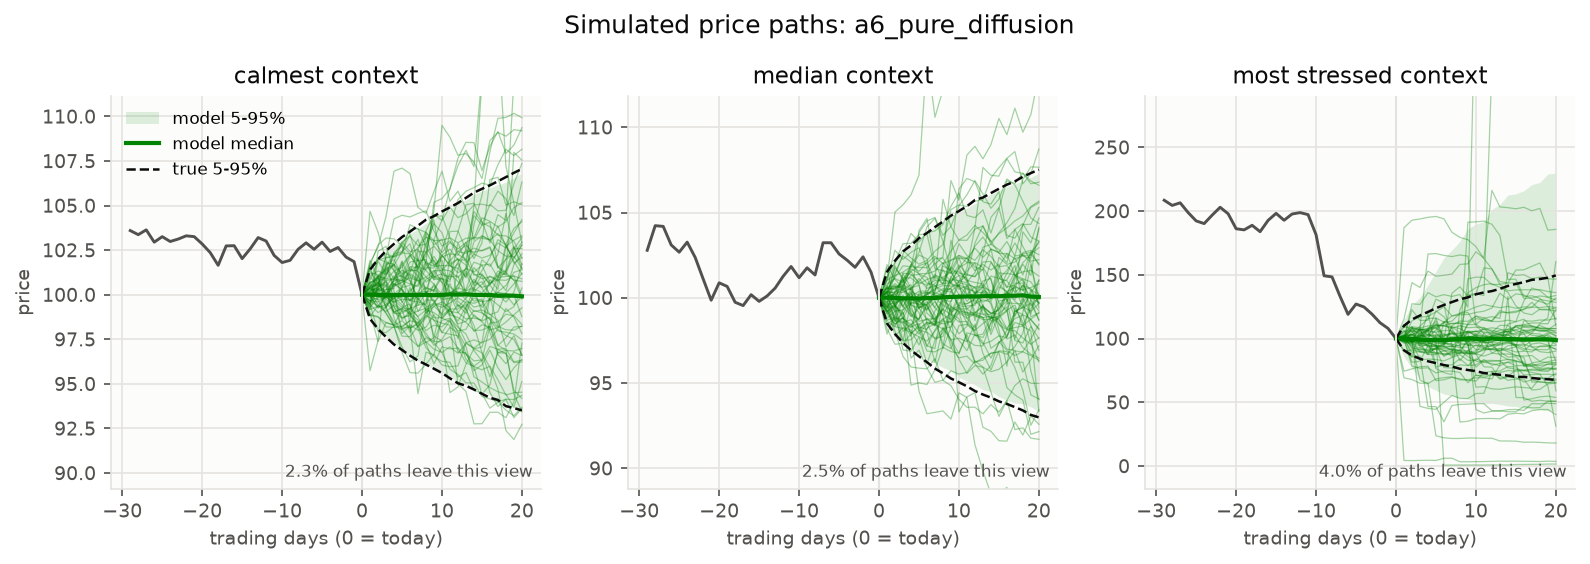 Simulated price paths: a6_pure_diffusion
calmest context
median context
most stressed context
model 5-95%
model median
true 5-95%
110.0
107.5
105.0
102.5
100.0
97.5
95.0
92.5
90.0
price
2.3% of paths leave this view
−30 −20 −10 0 10 20
trading days (0 = today)
110
105
100
95
90
price
2.5% of paths leave this view
−30 −20 −10 0 10 20
trading days (0 = today)
250
200
150
100
50
0
price
4.0% of paths leave this view
−30 −20 −10 0 10 20
trading days (0 = today)